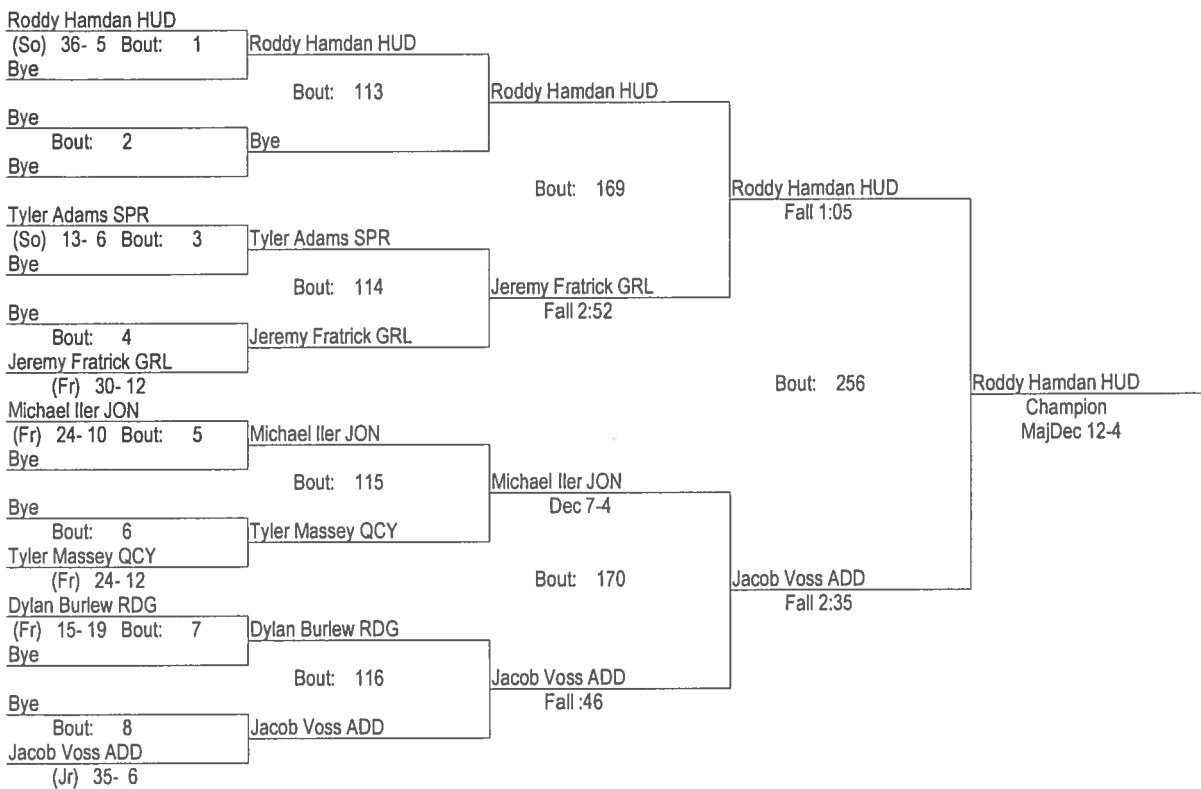 Roddy Hamdan HUD
(So) 36- 5 Bout: 1
Bye
Bye
Bout: 2
Bye
Tyler Adams SPR
(So) 13- 6 Bout: 3
Bye
Bye
Bout: 4
Jeremy Fratrick GRL
(Fr) 30- 12
Michael Iler JON
(Fr) 24- 10 Bout: 5
Bye
Bye
Bout: 6
Tyler Massey QCY
(Fr) 24- 12
Dylan Burlew RDG
(Fr) 15- 19 Bout: 7
Bye
Bye
Bout: 8
Jacob Voss ADD
(Jr) 35- 6
Roddy Hamdan HUD
Bout: 113
Bye
Tyler Adams SPR
Bout: 114
Jeremy Fratrick GRL
Michael Iler JON
Bout: 115
Tyler Massey QCY
Dylan Burlew RDG
Bout: 116
Jacob Voss ADD
Roddy Hamdan HUD
Bout: 169
Jeremy Fratrick GRL
Fall 2:52
Michael Iler JON
Dec 7-4
Bout: 170
Jacob Voss ADD
Fall :46
Roddy Hamdan HUD
Fall 1:05
Bout: 256
Jacob Voss ADD
Fall 2:35
Roddy Hamdan HUD
Champion
MajDec 12-4